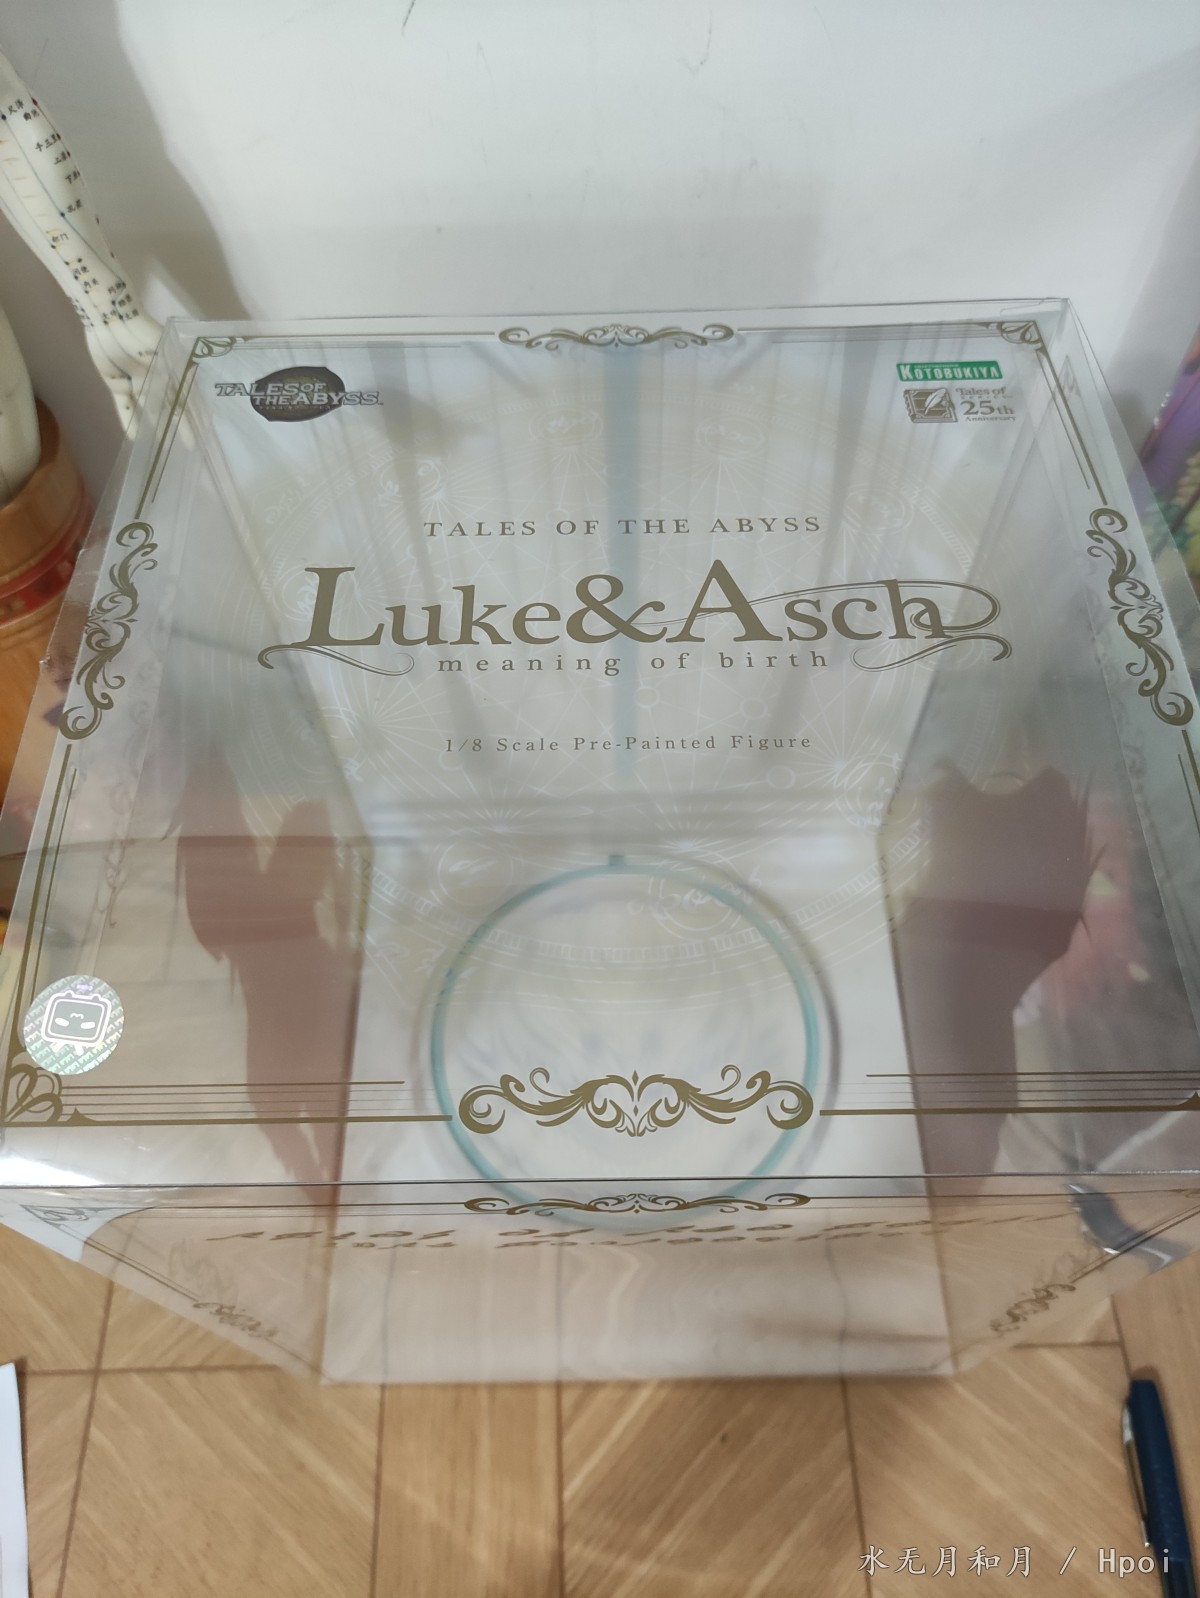 TALES OF
THE ABYSS
KOTOBUKIYA
Tales of
25th
Anniversary
TALES OF THE ABYSS
Luke&Asch
meaning of birth
1/8 Scale Pre-Painted Figure
水无月和月 / Hpoi